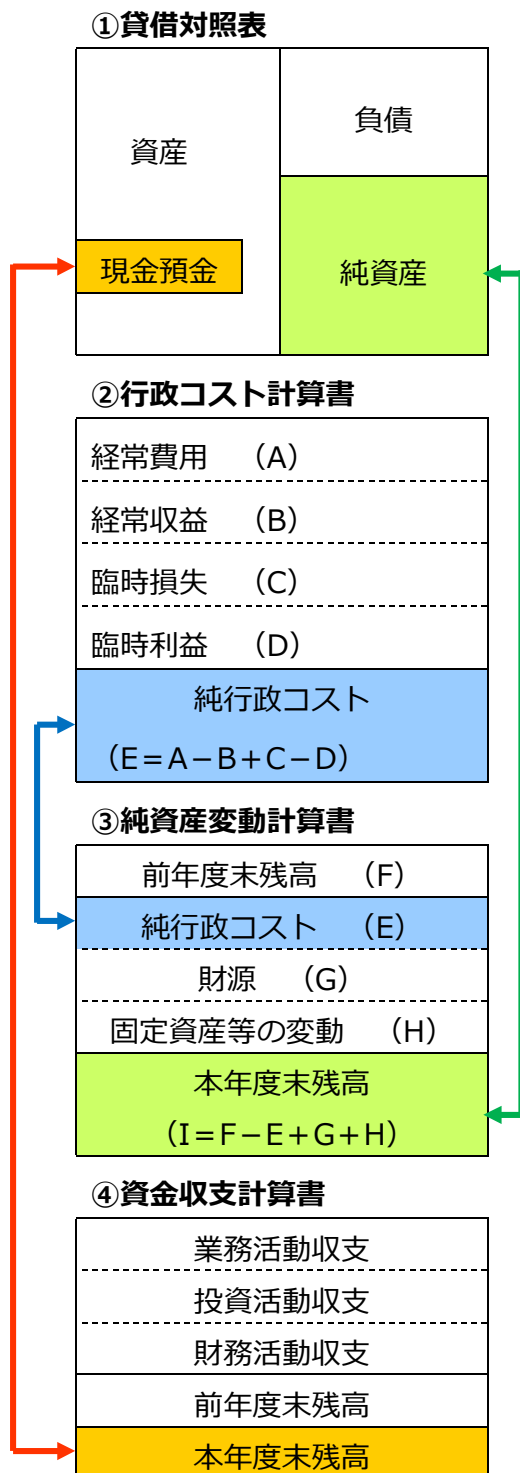 ①貸借対照表
資産
負債
現金預金
純資産
②行政コスト計算書
経常費用　（A）
経常収益　（B）
臨時損失　（C）
臨時利益　（D）
純行政コスト
（E＝A－B＋C－D）
③純資産変動計算書
前年度末残高　（F）
純行政コスト　（E）
財源　（G）
固定資産等の変動　（H）
本年度末残高
（I＝F－E＋G＋H）
④資金収支計算書
業務活動収支
投資活動収支
財務活動収支
前年度末残高
本年度末残高